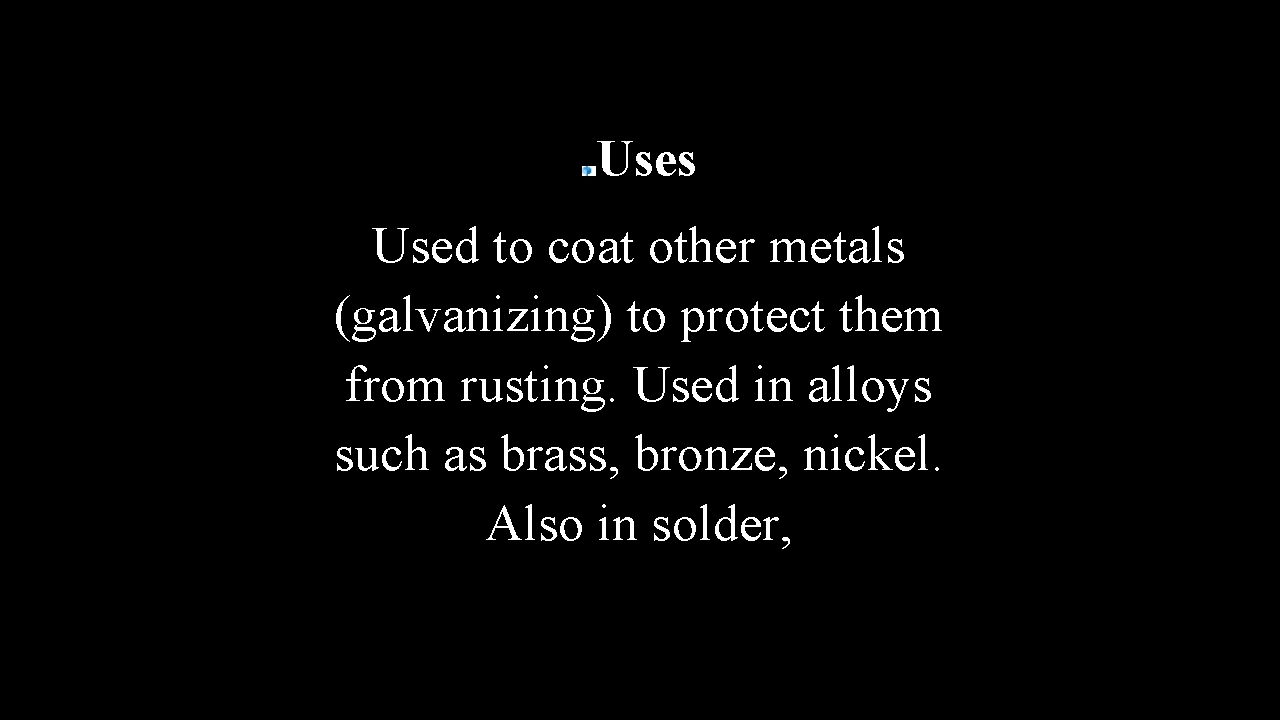 Uses
Used to coat other metals
(galvanizing) to protect them
from rusting. Used in alloys
such as brass, bronze, nickel.
Also in solder,